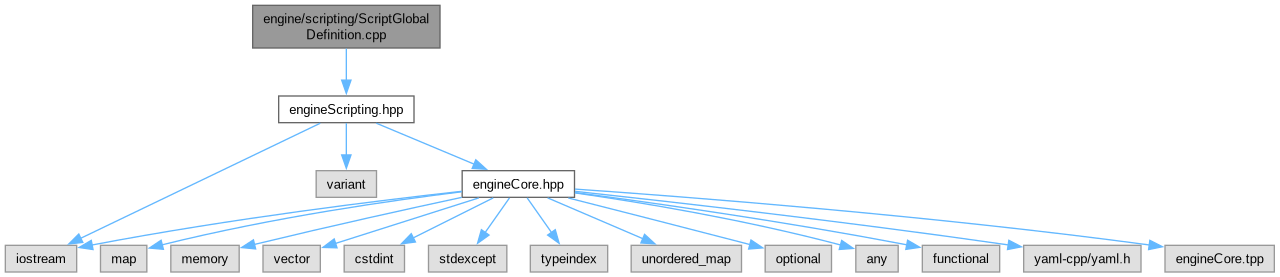 engine/scripting/ScriptGlobal
Definition.cpp
engineScripting.hpp
variant
engineCore.hpp
iostream
map
memory
vector
cstdint
stdexcept
typeindex
unordered_map
optional
any
functional
yaml-cpp/yaml.h
engineCore.tpp